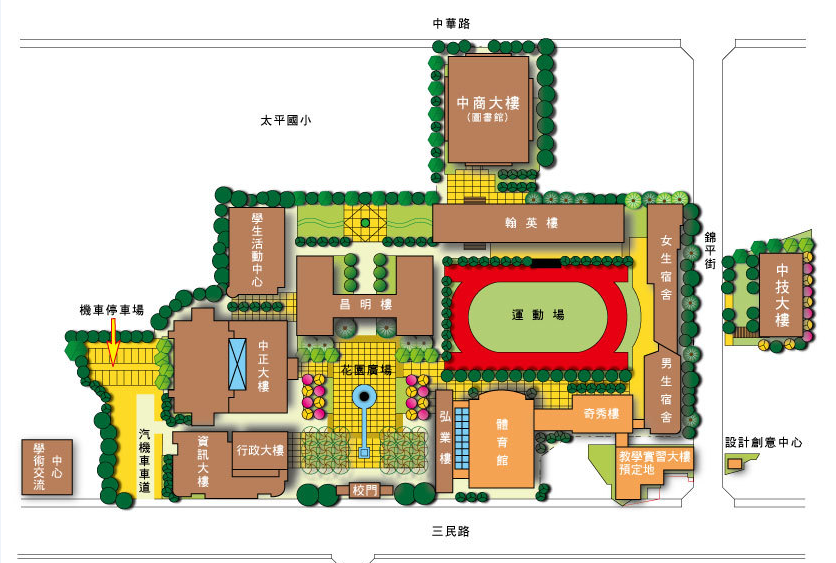 中華路
中商大樓
(圖書館)
太平國小
學生活動中心
翰英樓
女生宿舍
錦平街
中技大樓
昌明樓
運動場
機車停車場
中正大樓
花園廣場
男生宿舍
弘業樓
體育館
奇秀樓
汽機車車道
資訊大樓
行政大樓
設計創意中心
學術交流
中心
教學實習大樓
預定地
校門
三民路